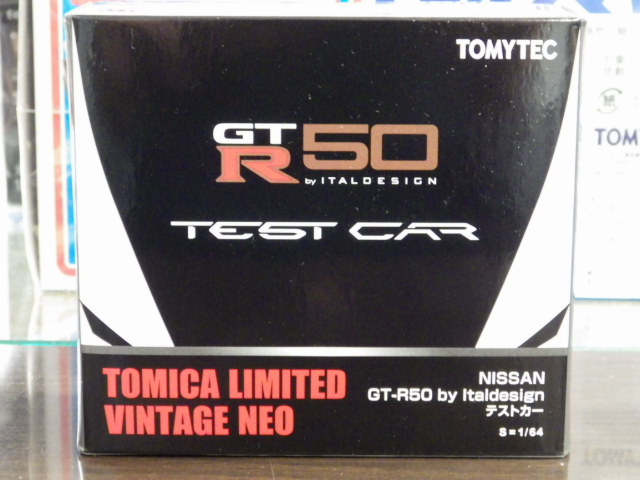 TOMYTEC
GT
R50
by ITALDESIGN
TEST CAR
TOMICA LIMITED
VINTAGE NEO
NISSAN
GT-R50 by Italdesign
テストカー
S=1/64
TOM